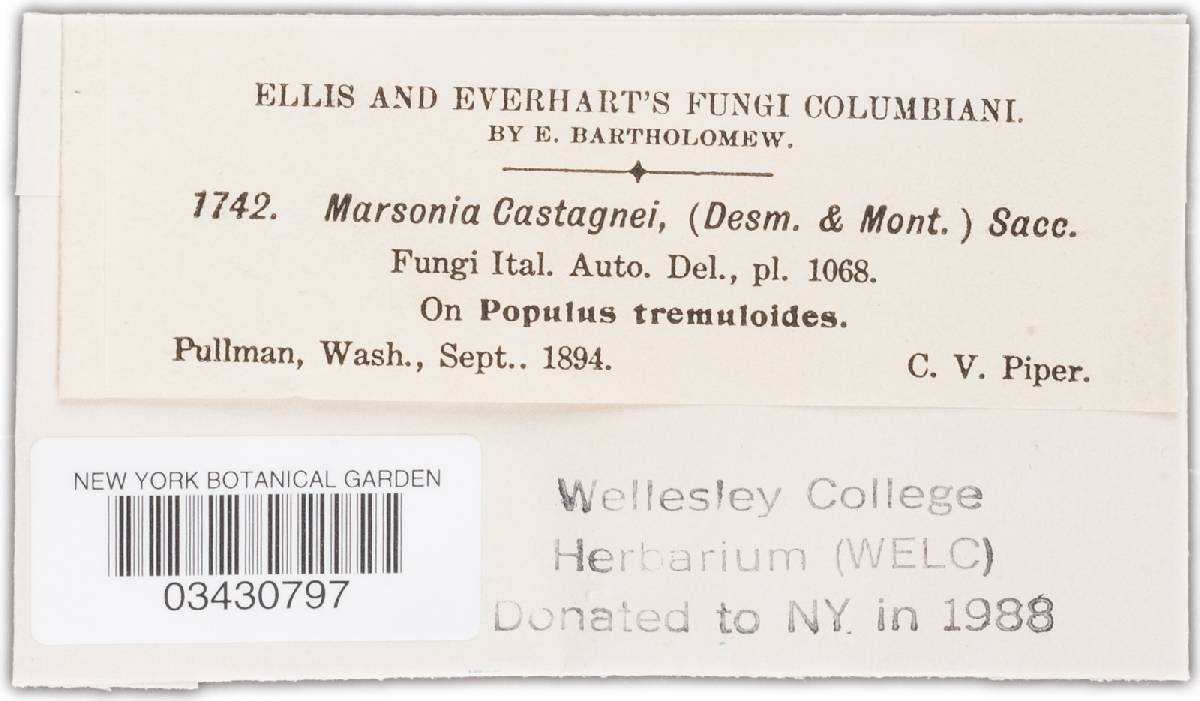 ELLIS AND EVERHART'S FUNGI COLUMBIANI.
BY E. BARTHOLOMEW.
1742. Marsonia Castagnei, (Desm. & Mont.) Sacc.
Fungi Ital. Auto. Del., pl. 1068.
On Populus tremuloides.
Pullman, Wash., Sept.. 1894. C. V. Piper.
NEW YORK BOTANICAL GARDEN
03430797
Wellesley College
Herbarium (WELC)
Donated to NY. in 1988